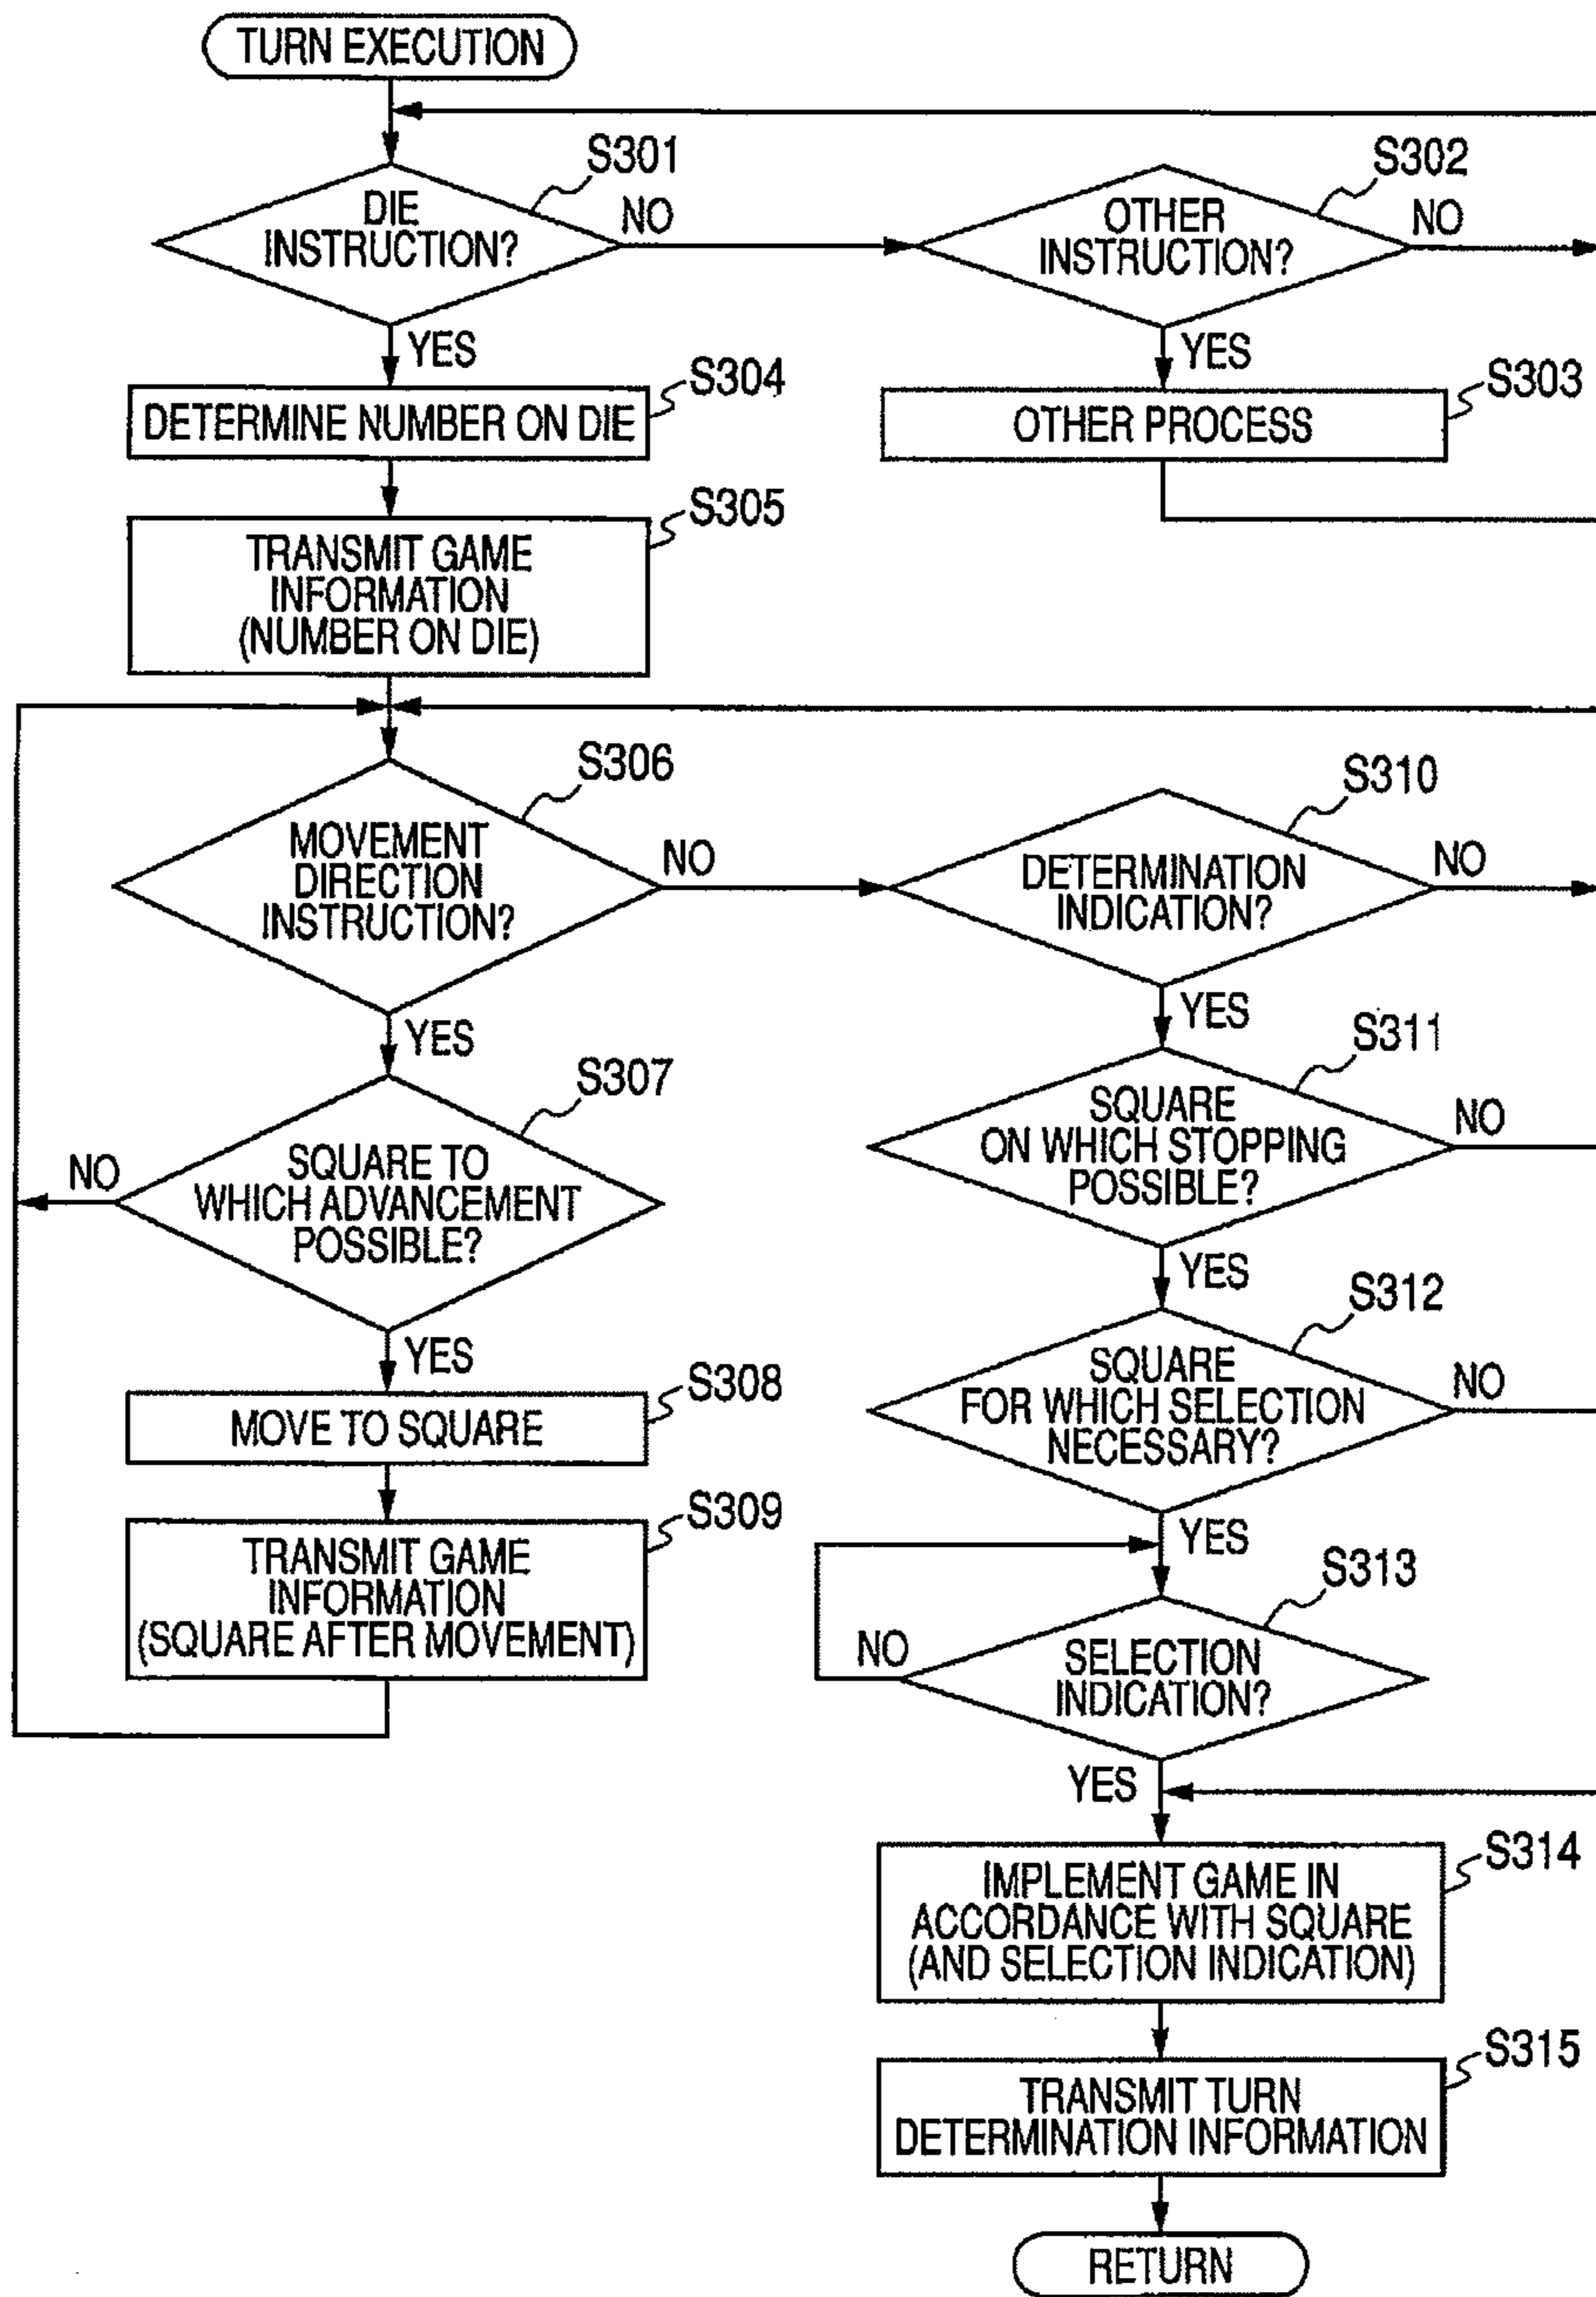 TURN EXECUTION
S301
DIE
INSTRUCTION?
NO
YES
S302
OTHER
INSTRUCTION?
NO
YES
S304
DETERMINE NUMBER ON DIE
S303
OTHER PROCESS
S305
TRANSMIT GAME
INFORMATION
(NUMBER ON DIE)
S306
MOVEMENT
DIRECTION
INSTRUCTION?
NO
YES
S310
DETERMINATION
INDICATION?
NO
YES
S307
SQUARE TO
WHICH ADVANCEMENT
POSSIBLE?
NO
YES
S311
SQUARE
ON WHICH STOPPING
POSSIBLE?
NO
YES
S308
MOVE TO SQUARE
S312
SQUARE
FOR WHICH SELECTION
NECESSARY?
NO
YES
S309
TRANSMIT GAME
INFORMATION
(SQUARE AFTER MOVEMENT)
S313
SELECTION
INDICATION?
NO
YES
S314
IMPLEMENT GAME IN
ACCORDANCE WITH SQUARE
(AND SELECTION INDICATION)
S315
TRANSMIT TURN
DETERMINATION INFORMATION
RETURN